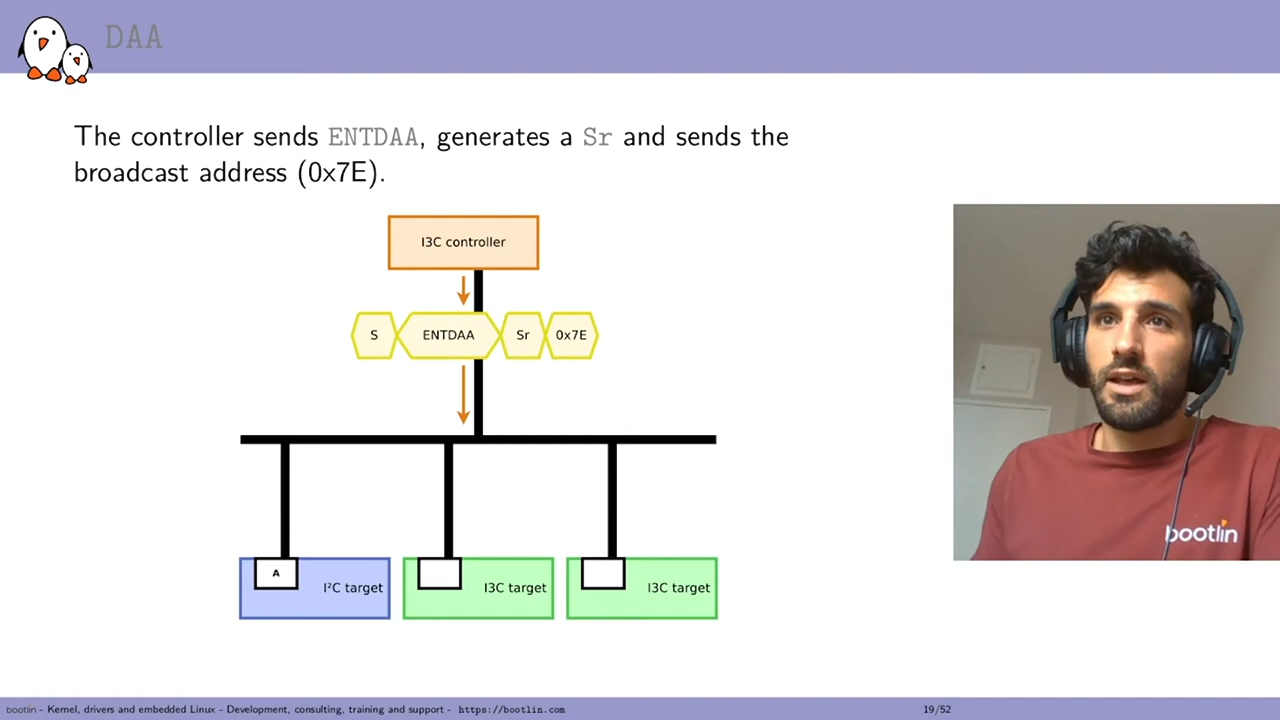 DAA
The controller sends ENTDAA, generates a Sr and sends the
broadcast address (0x7E).
I3C controller
S ENTDAA Sr 0x7E
A
I²C target I3C target I3C target
bootlin
bootlin - Kernel, drivers and embedded Linux - Development, consulting, training and support - https://bootlin.com 19/52